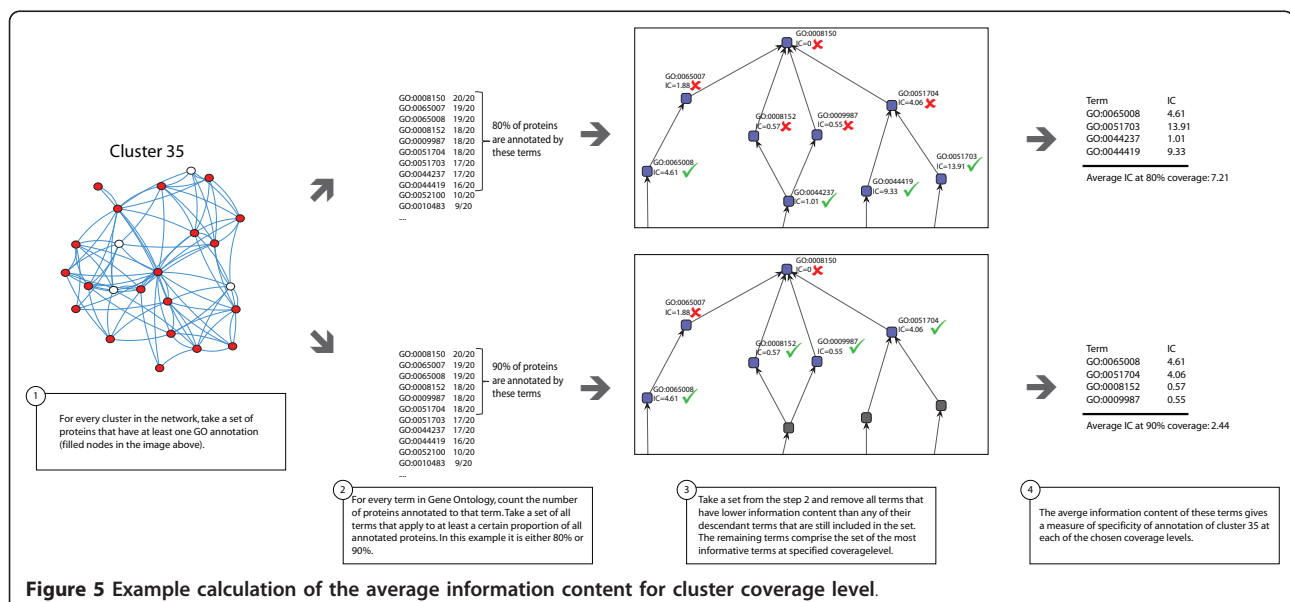 Cluster 35
1
For every cluster in the network, take a set of
proteins that have at least one GO annotation
(filled nodes in the image above).
GO:0008150 20/20
GO:0065007 19/20
GO:0065008 19/20
GO:0008152 18/20
GO:0009987 18/20
GO:0051704 18/20
GO:0051703 17/20
GO:0044237 17/20
GO:0044419 16/20
GO:0052100 10/20
GO:0010483 9/20
....
80% of proteins
are annotated by
these terms
GO:0008150 20/20
GO:0065007 19/20
GO:0065008 19/20
GO:0008152 18/20
GO:0009987 18/20
GO:0051704 18/20
GO:0051703 17/20
GO:0044237 17/20
GO:0044419 16/20
GO:0052100 10/20
GO:0010483 9/20
....
90% of proteins
are annotated by
these terms
2
For every term in Gene Ontology, count the number
of proteins annotated to that term. Take a set of all
terms that apply to at least a certain proportion of all
annotated proteins. In this example it is either 80% or
90%.
GO:0008150
IC=0
GO:0065007
IC=1.88
GO:0051704
IC=4.06
GO:0008152
IC=0.57
GO:0009987
IC=0.55
GO:0065008
IC=4.61
GO:0051703
IC=13.91
GO:0044419
IC=9.33
GO:0044237
IC=1.01
GO:0008150
IC=0
GO:0065007
IC=1.88
GO:0051704
IC=4.06
GO:0008152
IC=0.57
GO:0009987
IC=0.55
GO:0065008
IC=4.61
3
Take a set from the step 2 and remove all terms that
have lower information content than any of their
descendant terms that are still included in the set.
The remaining terms comprise the set of the most
informative terms at specified coveragelevel.
Term IC
GO:0065008 4.61
GO:0051703 13.91
GO:0044237 1.01
GO:0044419 9.33
Average IC at 80% coverage: 7.21
Term IC
GO:0065008 4.61
GO:0051704 4.06
GO:0008152 0.57
GO:0009987 0.55
Average IC at 90% coverage: 2.44
4
The averge information content of these terms gives
a measure of specificity of annotation of cluster 35 at
each of the chosen coverage levels.
Figure 5 Example calculation of the average information content for cluster coverage level.